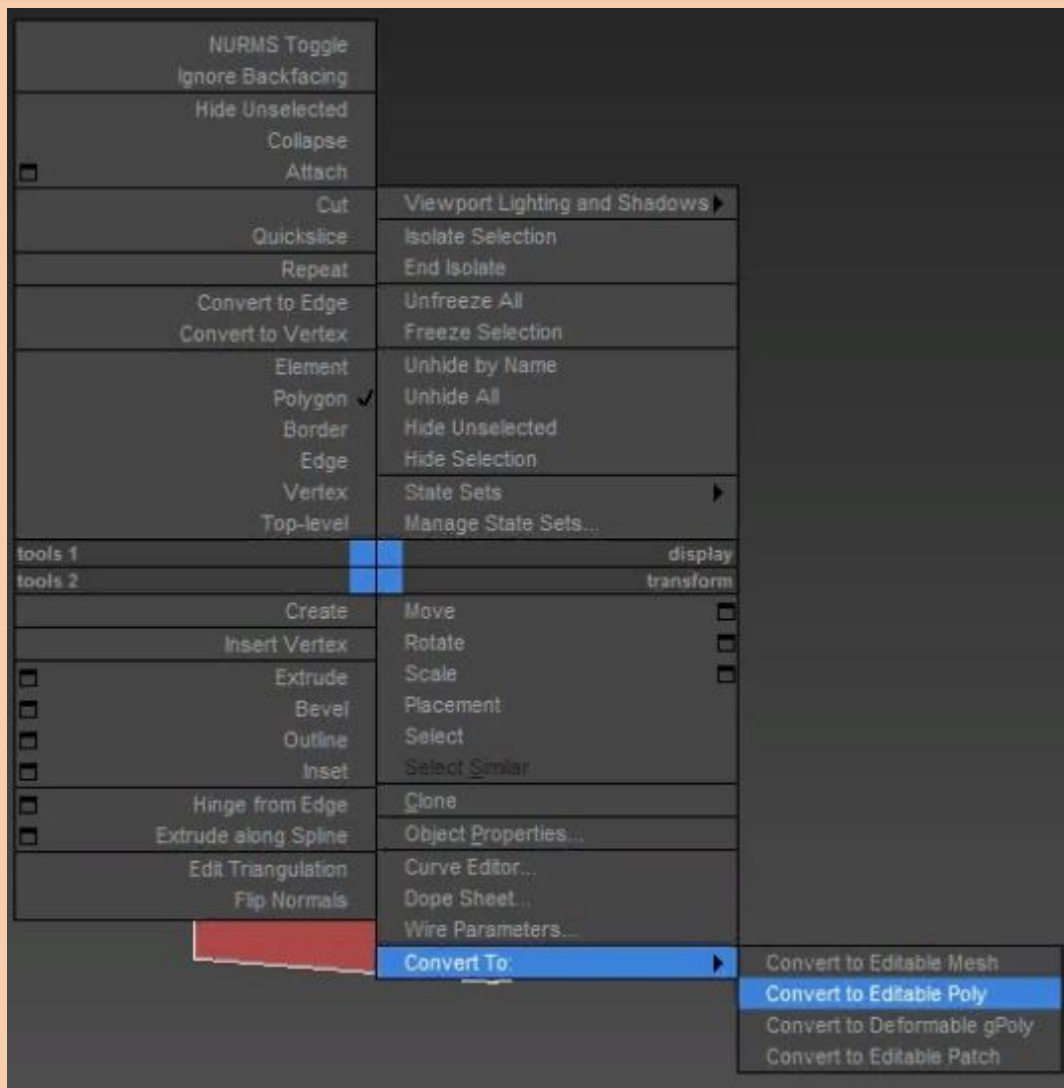 NURMS Toggle
Ignore Backfacing
Hide Unselected
Collapse
Attach
Cut
Quickslice
Repeat
Convert to Edge
Convert to Vertex
Element
Polygon
Border
Edge
Vertex
Top-level
Viewport Lighting and Shadows
Isolate Selection
End Isolate
Unfreeze All
Freeze Selection
Unhide by Name
Unhide All
Hide Unselected
Hide Selection
State Sets
Manage State Sets...
tools 1
display
tools 2
transform
Create
Insert Vertex
Extrude
Bevel
Outline
Inset
Hinge from Edge
Extrude along Spline
Edit Triangulation
Flip Normals
Move
Rotate
Scale
Placement
Select
Select Similar
Clone
Object Properties...
Curve Editor...
Dope Sheet...
Wire Parameters...
Convert To:
Convert to Editable Mesh
Convert to Editable Poly
Convert to Deformable gPoly
Convert to Editable Patch